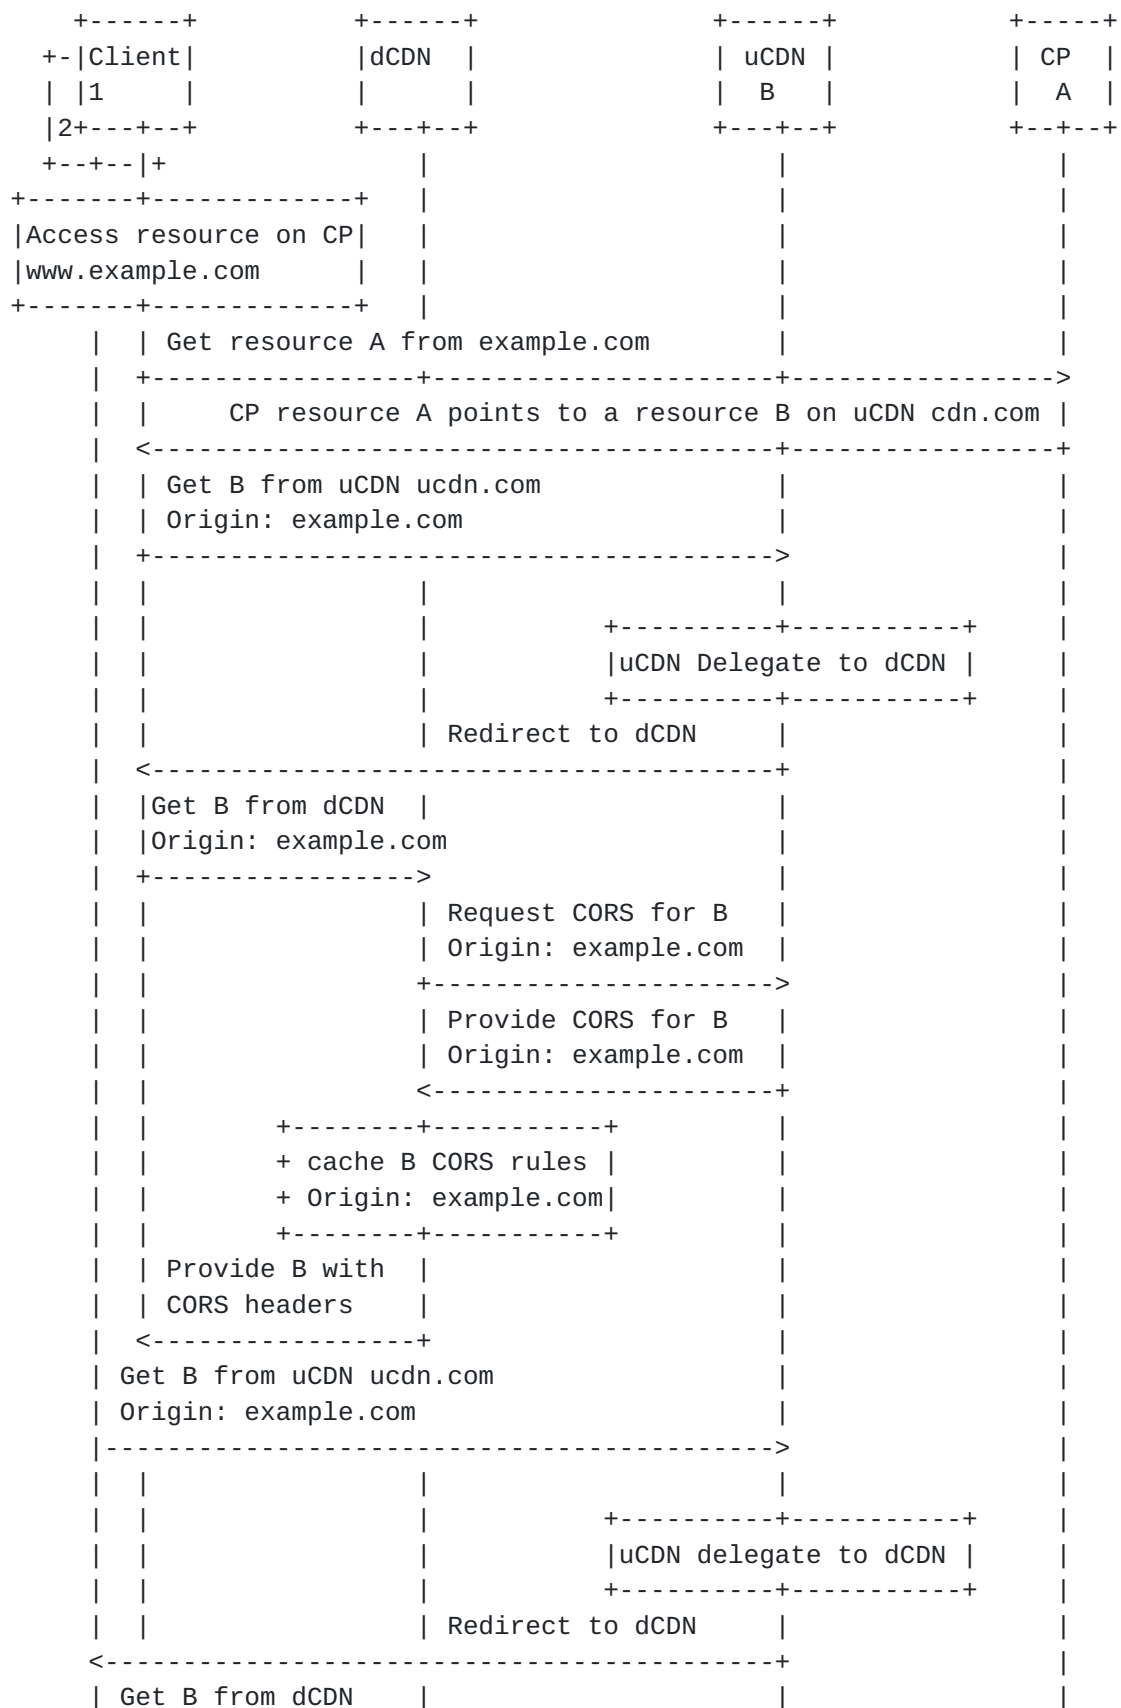 +------+ +------+ +------+ +-----+
+-|Client| |dCDN | | uCDN | | CP |
| |1 | | | | B | | A |
|2+---+--+ +---+--+ +---+--+ +--+--+
+--+--|+ | | |
+-------+-------------+ | | |
|Access resource on CP| | | |
|www.example.com | | | |
+-------+-------------+ | | |
| | Get resource A from example.com | |
| +-----------------+----------------------+----------------->
| | CP resource A points to a resource B on uCDN cdn.com |
| <----------------------------------------+-----------------+
| | Get B from uCDN ucdn.com | |
| | Origin: example.com | |
| +----------------------------------------> |
| | | | |
| | | +----------+-----------+ |
| | | |uCDN Delegate to dCDN | |
| | | +----------+-----------+ |
| | | Redirect to dCDN | |
| <----------------------------------------+ |
| |Get B from dCDN | | |
| |Origin: example.com | |
| +-----------------> | |
| | | Request CORS for B | |
| | | Origin: example.com | |
| | +----------------------> |
| | | Provide CORS for B | |
| | | Origin: example.com | |
| | <----------------------+ |
| | +--------+-----------+ | |
| | + cache B CORS rules | | |
| | + Origin: example.com| | |
| | +--------+-----------+ | |
| | Provide B with | | |
| | CORS headers | | |
| <-----------------+ | |
| Get B from uCDN ucdn.com | |
| Origin: example.com | |
|-------------------------------------------> |
| | | | |
| | | +----------+-----------+ |
| | | |uCDN delegate to dCDN | |
| | | +----------+-----------+ |
| | | Redirect to dCDN | |
<-------------------------------------------+ |
| Get B from dCDN | | |